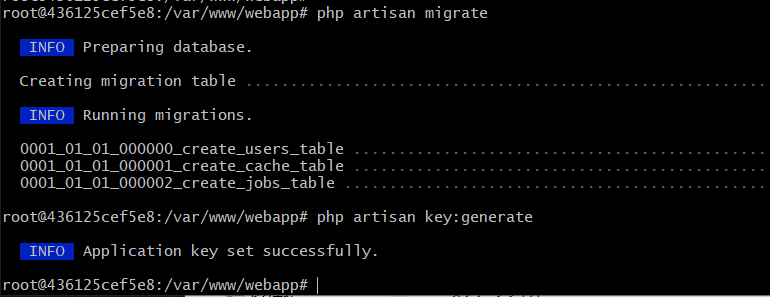 root@436125cef5e8:/var/www/webapp# php artisan migrate
INFO Preparing database.
Creating migration table ................................................................
INFO Running migrations.
0001_01_01_000000_create_users_table ..................................................
0001_01_01_000001_create_cache_table ..................................................
0001_01_01_000002_create_jobs_table ...................................................
root@436125cef5e8:/var/www/webapp# php artisan key:generate
INFO Application key set successfully.
root@436125cef5e8:/var/www/webapp#